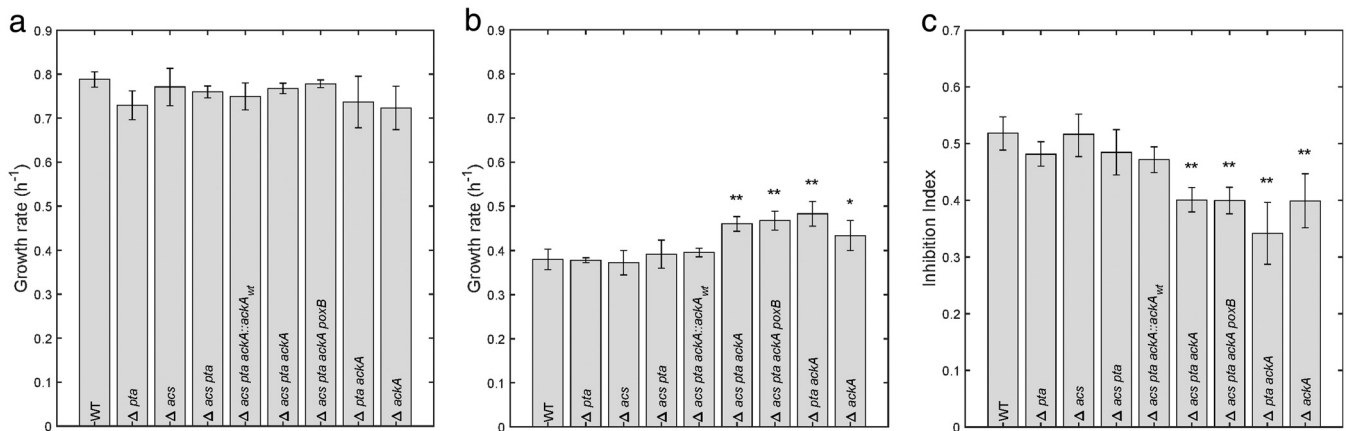 a
Growth rate (h⁻¹)
0.9
0.8
0.7
0.6
0.5
0.4
0.3
0.2
0.1
0
WT
Δ pta
Δ acs
Δ acs pta
Δ acs pta ackA::ackAwt
Δ acs pta ackA
Δ acs pta ackA poxB
Δ pta ackA
Δ ackA
b
Growth rate (h⁻¹)
0.9
0.8
0.7
0.6
0.5
0.4
0.3
0.2
0.1
0
**
**
**
*
WT
Δ pta
Δ acs
Δ acs pta
Δ acs pta ackA::ackAwt
Δ acs pta ackA
Δ acs pta ackA poxB
Δ pta ackA
Δ ackA
c
Inhibition Index
0.7
0.6
0.5
0.4
0.3
0.2
0.1
0
**
**
**
**
WT
Δ pta
Δ acs
Δ acs pta
Δ acs pta ackA::ackAwt
Δ acs pta ackA
Δ acs pta ackA poxB
Δ pta ackA
Δ ackA